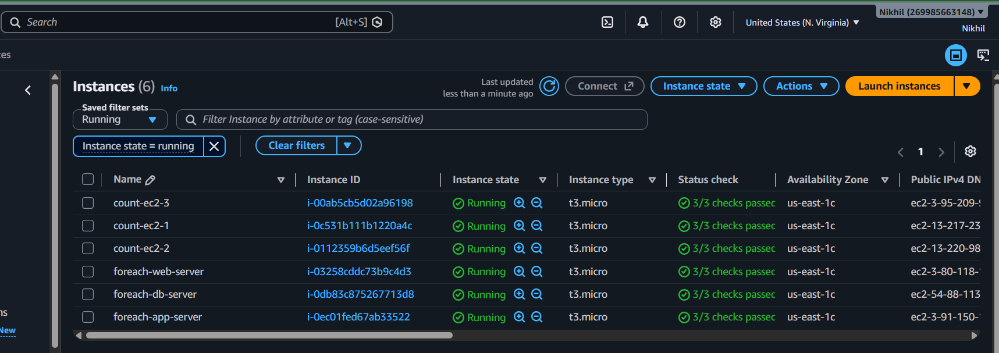 Nikhil (269985663148)
Search [Alt+S] United States (N. Virginia)
Nikhil
es
Instances (6) Info Last updated less than a minute ago Connect Instance state Actions Launch instances
Saved filter sets
Running Filter Instance by attribute or tag (case-sensitive)
Instance state = running Clear filters
1
Name Instance ID Instance state Instance type Status check Availability Zone Public IPv4 DN
count-ec2-3 i-00ab5cb5d02a96198 Running t3.micro 3/3 checks passec us-east-1c ec2-3-95-209-9
count-ec2-1 i-0c531b111b1220a4c Running t3.micro 3/3 checks passec us-east-1c ec2-13-217-23
count-ec2-2 i-0112359b6d5eef56f Running t3.micro 3/3 checks passec us-east-1c ec2-13-220-98
foreach-web-server i-03258cddc73b9c4d3 Running t3.micro 3/3 checks passec us-east-1c ec2-3-80-118-
foreach-db-server i-0db83c875267713d8 Running t3.micro 3/3 checks passec us-east-1c ec2-54-88-113
ns
foreach-app-server i-0ec01fed67ab33522 Running t3.micro 3/3 checks passec us-east-1c ec2-3-91-150-
New